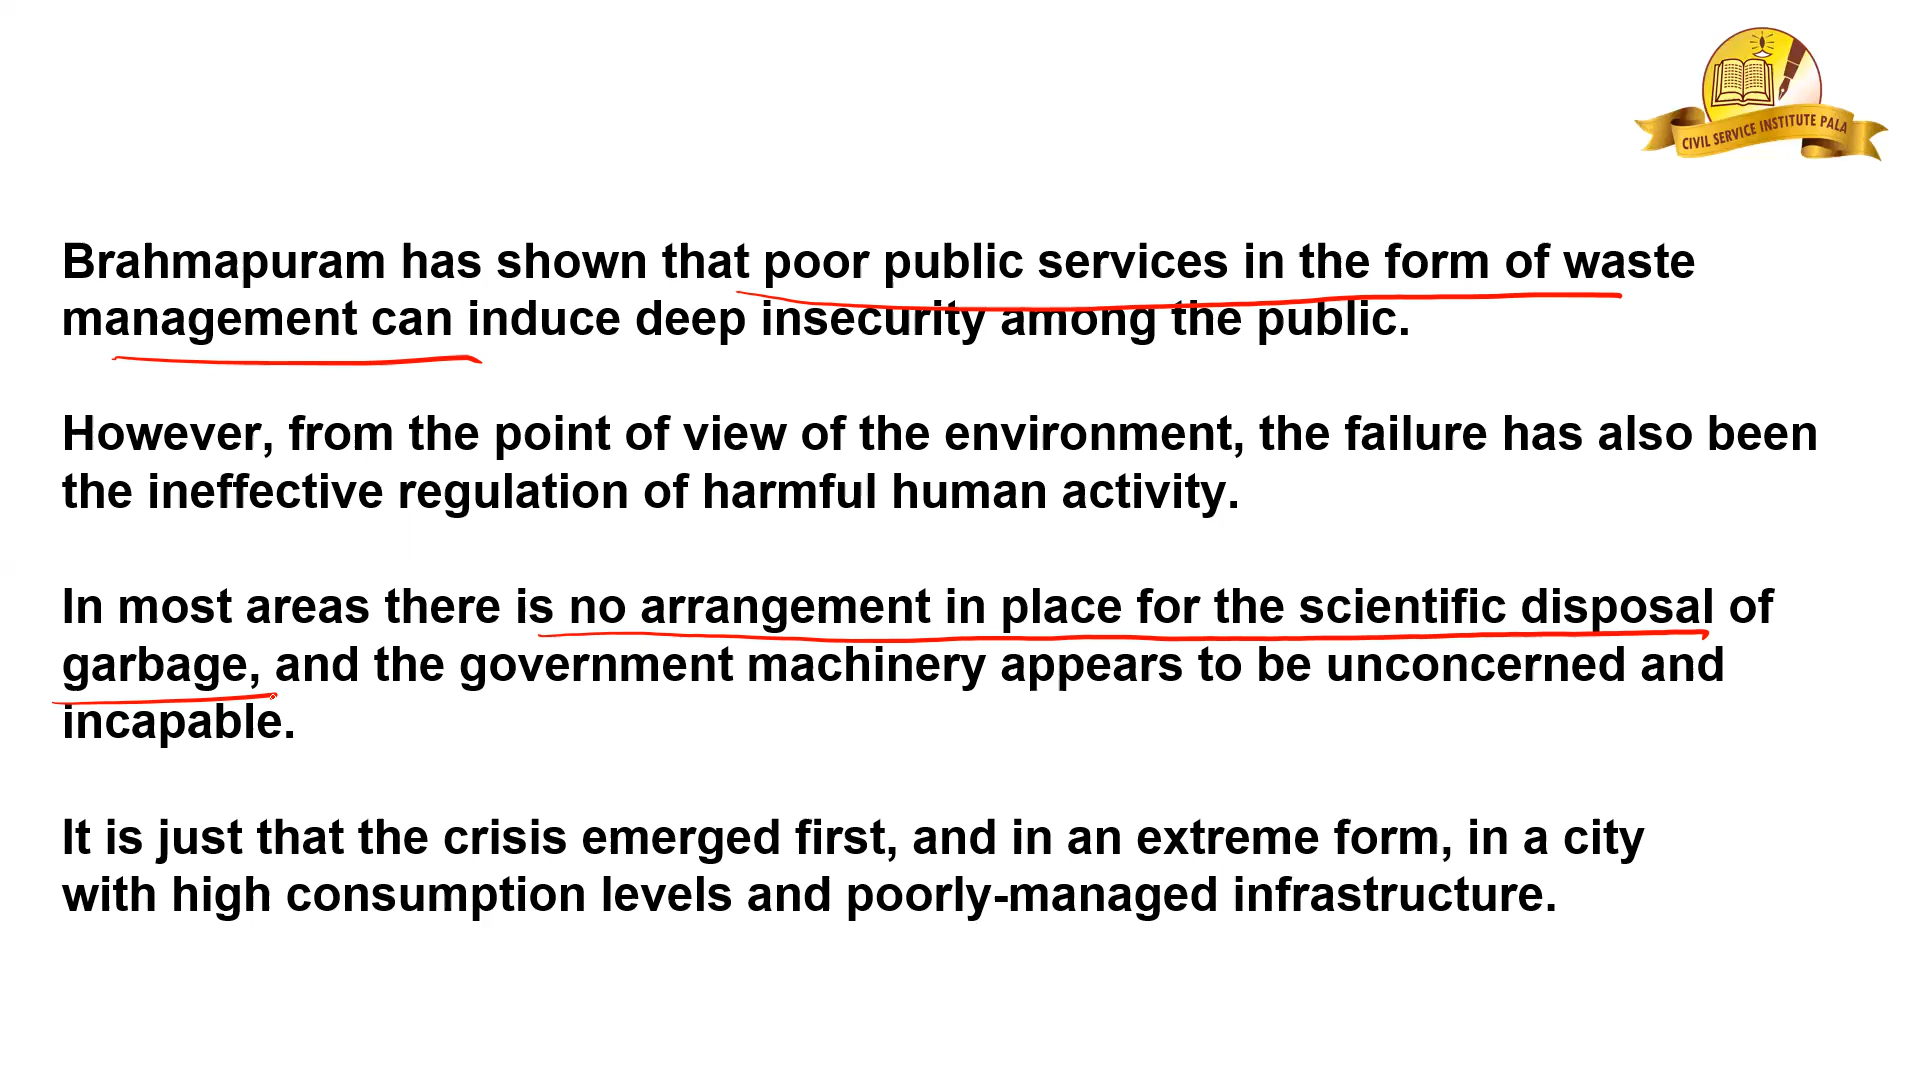 CIVIL SERVICE INSTITUTE PALA
Brahmapuram has shown that poor public services in the form of waste
management can induce deep insecurity among the public.
However, from the point of view of the environment, the failure has also been
the ineffective regulation of harmful human activity.
In most areas there is no arrangement in place for the scientific disposal of
garbage, and the government machinery appears to be unconcerned and
incapable.
It is just that the crisis emerged first, and in an extreme form, in a city
with high consumption levels and poorly-managed infrastructure.